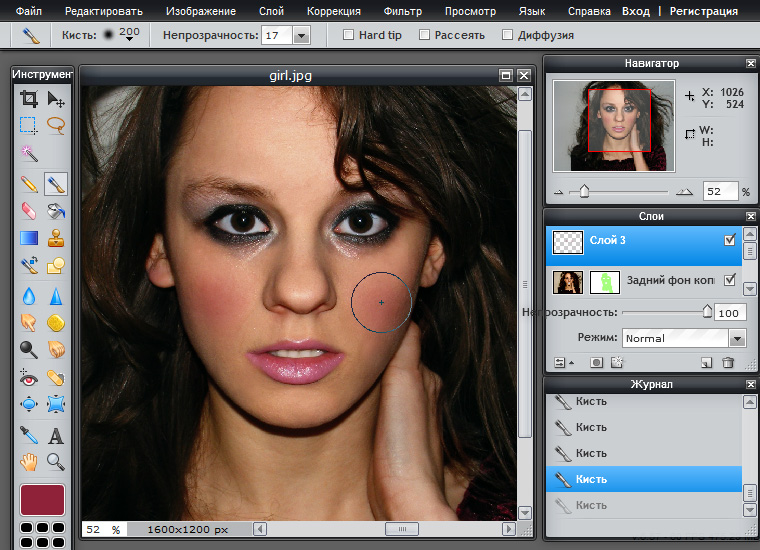 Файл Редактировать Изображение Слой Коррекция Фильтр Просмотр Язык Справка Вход | Регистрация
Кисть: 200 Непрозрачность: 17 Hard tip Рассеять Диффузия
Инструмен
girl.jpg
52 % 1600x1200 px
Навигатор
X: 1026
Y: 524
W:
H:
52 %
Слои
Слой 3
Задний фон коп
Непрозрачность: 100
Режим: Normal
Журнал
Кисть
Кисть
Кисть
Кисть
Кисть